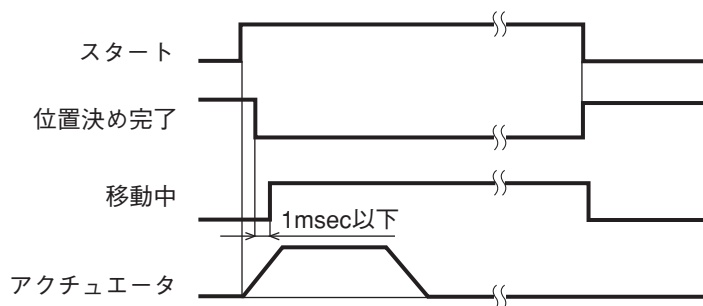 スタート
位置決め完了
移動中
1msec以下
アクチュエータ